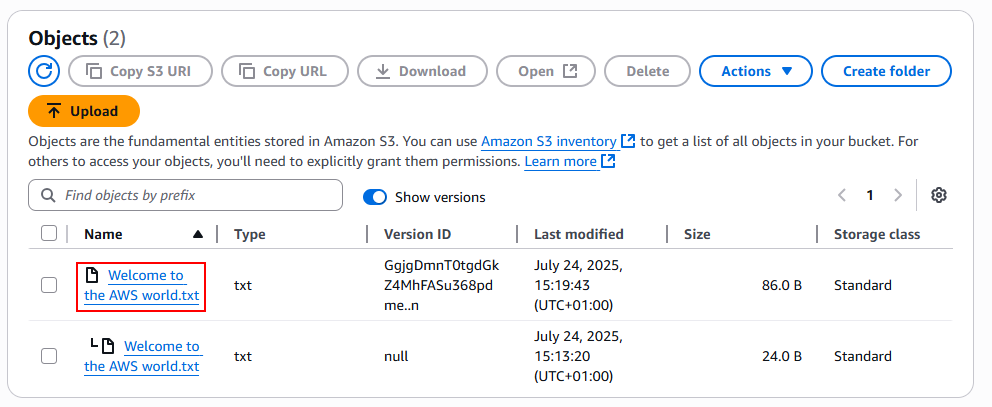 Objects (2)
Copy S3 URI Copy URL Download Open Delete Actions Create folder
Upload
Objects are the fundamental entities stored in Amazon S3. You can use Amazon S3 inventory to get a list of all objects in your bucket. For
others to access your objects, you'll need to explicitly grant them permissions. Learn more
Find objects by prefix Show versions 1
Name Type Version ID Last modified Size Storage class
Welcome to the AWS world.txt txt GgjgDmnT0tgdGkZ4MhFASu368pdme..n July 24, 2025, 15:19:43 (UTC+01:00) 86.0 B Standard
Welcome to the AWS world.txt txt null July 24, 2025, 15:13:20 (UTC+01:00) 24.0 B Standard